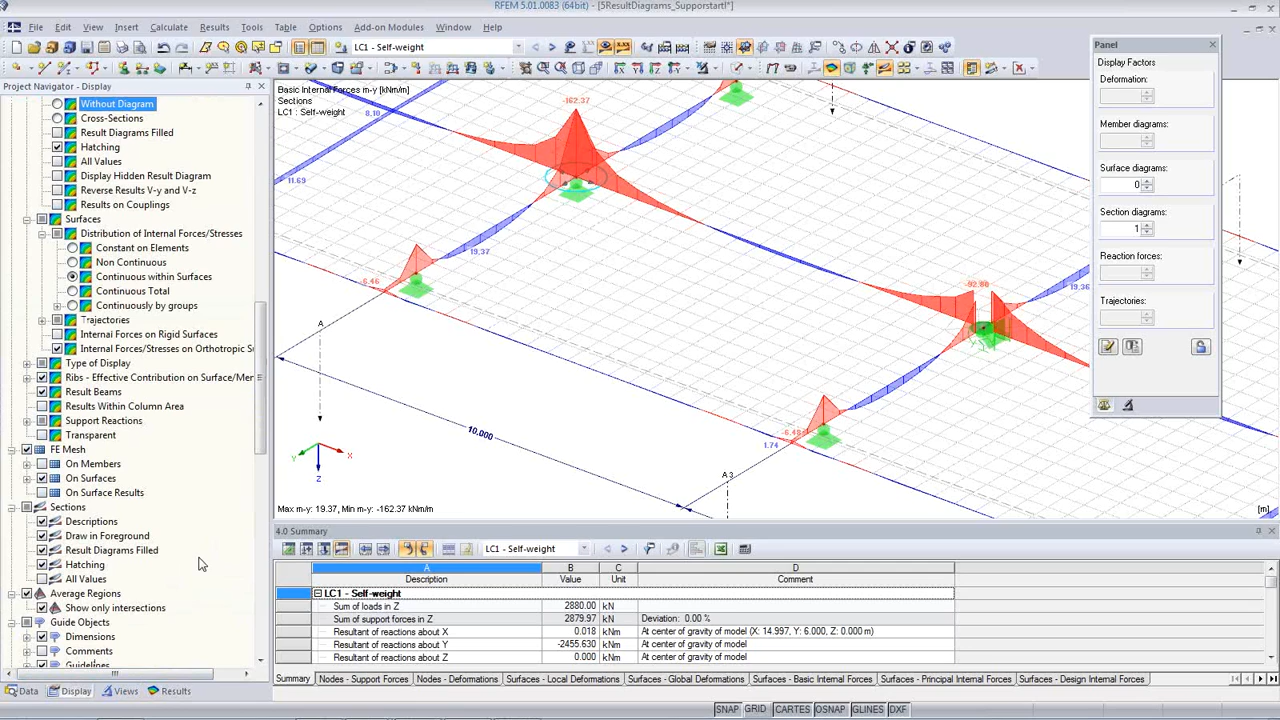 RFEM 5.01.0083 (64bit) - [5ResultDiagrams_Supportstart!*]
File Edit View Insert Calculate Results Tools Table Options Add-on Modules Window Help
LC1 - Self-weight
Project Navigator - Display
Without Diagram
Cross-Sections
Result Diagrams Filled
Hatching
All Values
Display Hidden Result Diagram
Reverse Results V-y and V-z
Results on Couplings
Surfaces
Distribution of Internal Forces/Stresses
Constant on Elements
Non Continuous
Continuous within Surfaces
Continuous Total
Continuously by groups
Trajectories
Internal Forces on Rigid Surfaces
Internal Forces/Stresses on Orthotropic S
Type of Display
Ribs - Effective Contribution on Surface/Mer
Result Beams
Results Within Column Area
Support Reactions
Transparent
FE Mesh
On Members
On Surfaces
On Surface Results
Sections
Descriptions
Draw in Foreground
Result Diagrams Filled
Hatching
All Values
Average Regions
Show only intersections
Guide Objects
Dimensions
Comments
Guidelines
Data Display Views Results
Basic Internal Forces m-y [kNm/m]
Sections
LC1 : Self-weight
-162.37
8.10
11.69
19.37
-6.46
A
10.000
-92.80
19.36
-6.48
1.74
A3
X
Y
Z
Max m-y: 19.37, Min m-y: -162.37 kNm/m
[m]
Panel
Display Factors
Deformation:
Member diagrams:
Surface diagrams:
0
Section diagrams:
1
Reaction forces:
Trajectories:
4.0 Summary
LC1 - Self-weight
A B C D
Description Value Unit Comment
LC1 - Self-weight
Sum of loads in Z 2880.00 kN
Sum of support forces in Z 2879.97 kN Deviation: 0.00 %
Resultant of reactions about X 0.018 kNm At center of gravity of model (X: 14.997, Y: 6.000, Z: 0.000 m)
Resultant of reactions about Y -2455.630 kNm At center of gravity of model
Resultant of reactions about Z 0.000 kNm At center of gravity of model
Summary Nodes - Support Forces Nodes - Deformations Surfaces - Local Deformations Surfaces - Global Deformations Surfaces - Basic Internal Forces Surfaces - Principal Internal Forces Surfaces - Design Internal Forces
SNAP GRID CARTES OSNAP GLINES DXF